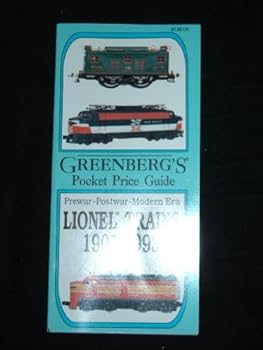 GREENBERG'S
Pocket Price Guide
Prewar-Postwar-Modern Era
LIONEL TRAINS